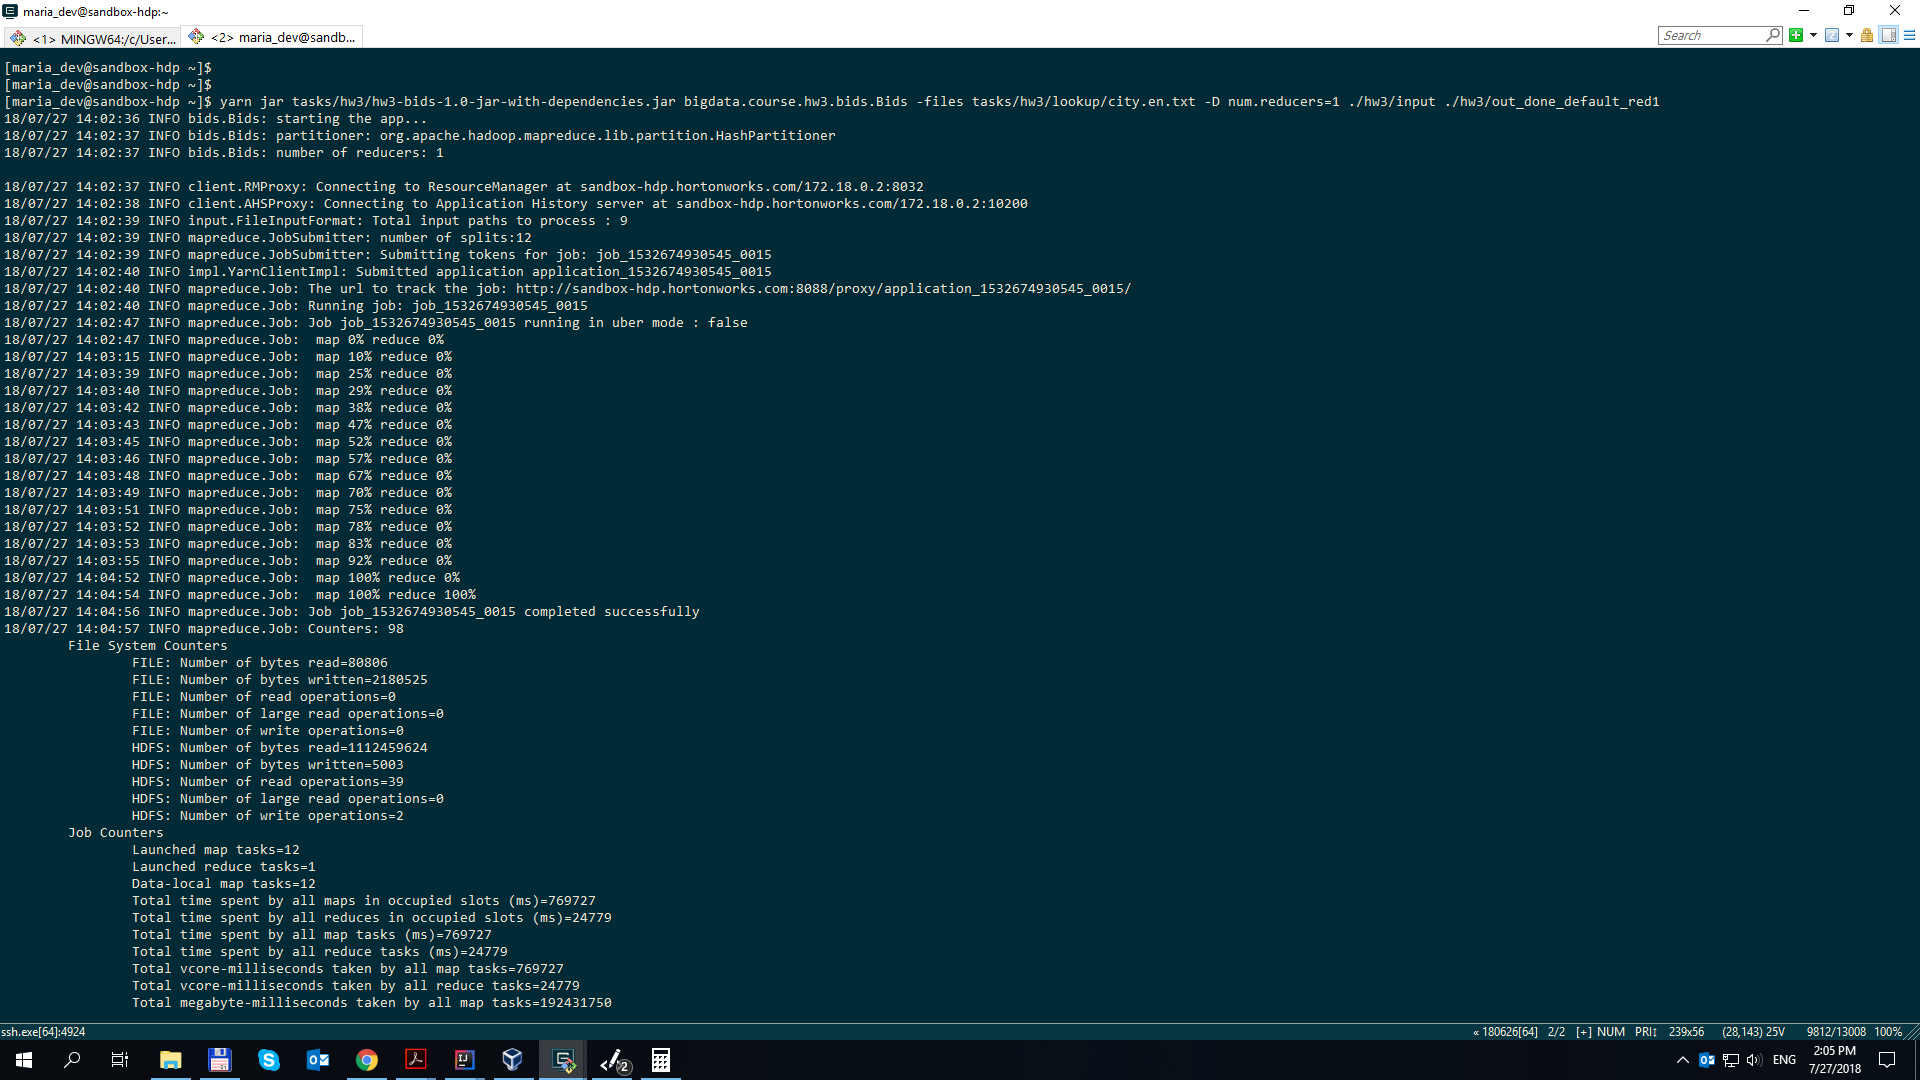 maria_dev@sandbox-hdp:~
<1> MINGW64:/c/User... <2> maria_dev@sandb... Search
[maria_dev@sandbox-hdp ~]$
[maria_dev@sandbox-hdp ~]$
[maria_dev@sandbox-hdp ~]$ yarn jar tasks/hw3/hw3-bids-1.0-jar-with-dependencies.jar bigdata.course.hw3.bids.Bids -files tasks/hw3/lookup/city.en.txt -D num.reducers=1 ./hw3/input ./hw3/out_done_default_red1
18/07/27 14:02:36 INFO bids.Bids: starting the app...
18/07/27 14:02:37 INFO bids.Bids: partitioner: org.apache.hadoop.mapreduce.lib.partition.HashPartitioner
18/07/27 14:02:37 INFO bids.Bids: number of reducers: 1
18/07/27 14:02:37 INFO client.RMProxy: Connecting to ResourceManager at sandbox-hdp.hortonworks.com/172.18.0.2:8032
18/07/27 14:02:38 INFO client.AHSProxy: Connecting to Application History server at sandbox-hdp.hortonworks.com/172.18.0.2:10200
18/07/27 14:02:39 INFO input.FileInputFormat: Total input paths to process : 9
18/07/27 14:02:39 INFO mapreduce.JobSubmitter: number of splits:12
18/07/27 14:02:39 INFO mapreduce.JobSubmitter: Submitting tokens for job: job_1532674930545_0015
18/07/27 14:02:40 INFO impl.YarnClientImpl: Submitted application application_1532674930545_0015
18/07/27 14:02:40 INFO mapreduce.Job: The url to track the job: http://sandbox-hdp.hortonworks.com:8088/proxy/application_1532674930545_0015/
18/07/27 14:02:40 INFO mapreduce.Job: Running job: job_1532674930545_0015
18/07/27 14:02:47 INFO mapreduce.Job: Job job_1532674930545_0015 running in uber mode : false
18/07/27 14:02:47 INFO mapreduce.Job:  map 0% reduce 0%
18/07/27 14:03:15 INFO mapreduce.Job:  map 10% reduce 0%
18/07/27 14:03:39 INFO mapreduce.Job:  map 25% reduce 0%
18/07/27 14:03:40 INFO mapreduce.Job:  map 29% reduce 0%
18/07/27 14:03:42 INFO mapreduce.Job:  map 38% reduce 0%
18/07/27 14:03:43 INFO mapreduce.Job:  map 47% reduce 0%
18/07/27 14:03:45 INFO mapreduce.Job:  map 52% reduce 0%
18/07/27 14:03:46 INFO mapreduce.Job:  map 57% reduce 0%
18/07/27 14:03:48 INFO mapreduce.Job:  map 67% reduce 0%
18/07/27 14:03:49 INFO mapreduce.Job:  map 70% reduce 0%
18/07/27 14:03:51 INFO mapreduce.Job:  map 75% reduce 0%
18/07/27 14:03:52 INFO mapreduce.Job:  map 78% reduce 0%
18/07/27 14:03:53 INFO mapreduce.Job:  map 83% reduce 0%
18/07/27 14:03:55 INFO mapreduce.Job:  map 92% reduce 0%
18/07/27 14:04:52 INFO mapreduce.Job:  map 100% reduce 0%
18/07/27 14:04:54 INFO mapreduce.Job:  map 100% reduce 100%
18/07/27 14:04:56 INFO mapreduce.Job: Job job_1532674930545_0015 completed successfully
18/07/27 14:04:57 INFO mapreduce.Job: Counters: 98
File System Counters
FILE: Number of bytes read=80806
FILE: Number of bytes written=2180525
FILE: Number of read operations=0
FILE: Number of large read operations=0
FILE: Number of write operations=0
HDFS: Number of bytes read=1112459624
HDFS: Number of bytes written=5003
HDFS: Number of read operations=39
HDFS: Number of large read operations=0
HDFS: Number of write operations=2
Job Counters
Launched map tasks=12
Launched reduce tasks=1
Data-local map tasks=12
Total time spent by all maps in occupied slots (ms)=769727
Total time spent by all reduces in occupied slots (ms)=24779
Total time spent by all map tasks (ms)=769727
Total time spent by all reduce tasks (ms)=24779
Total vcore-milliseconds taken by all map tasks=769727
Total vcore-milliseconds taken by all reduce tasks=24779
Total megabyte-milliseconds taken by all map tasks=192431750
ssh.exe[64]:4924 « 180626[64] 2/2 [+] NUM PRI↕ 239x56 (28,143) 25V 9812/13008 100%
ENG 2:05 PM
7/27/2018